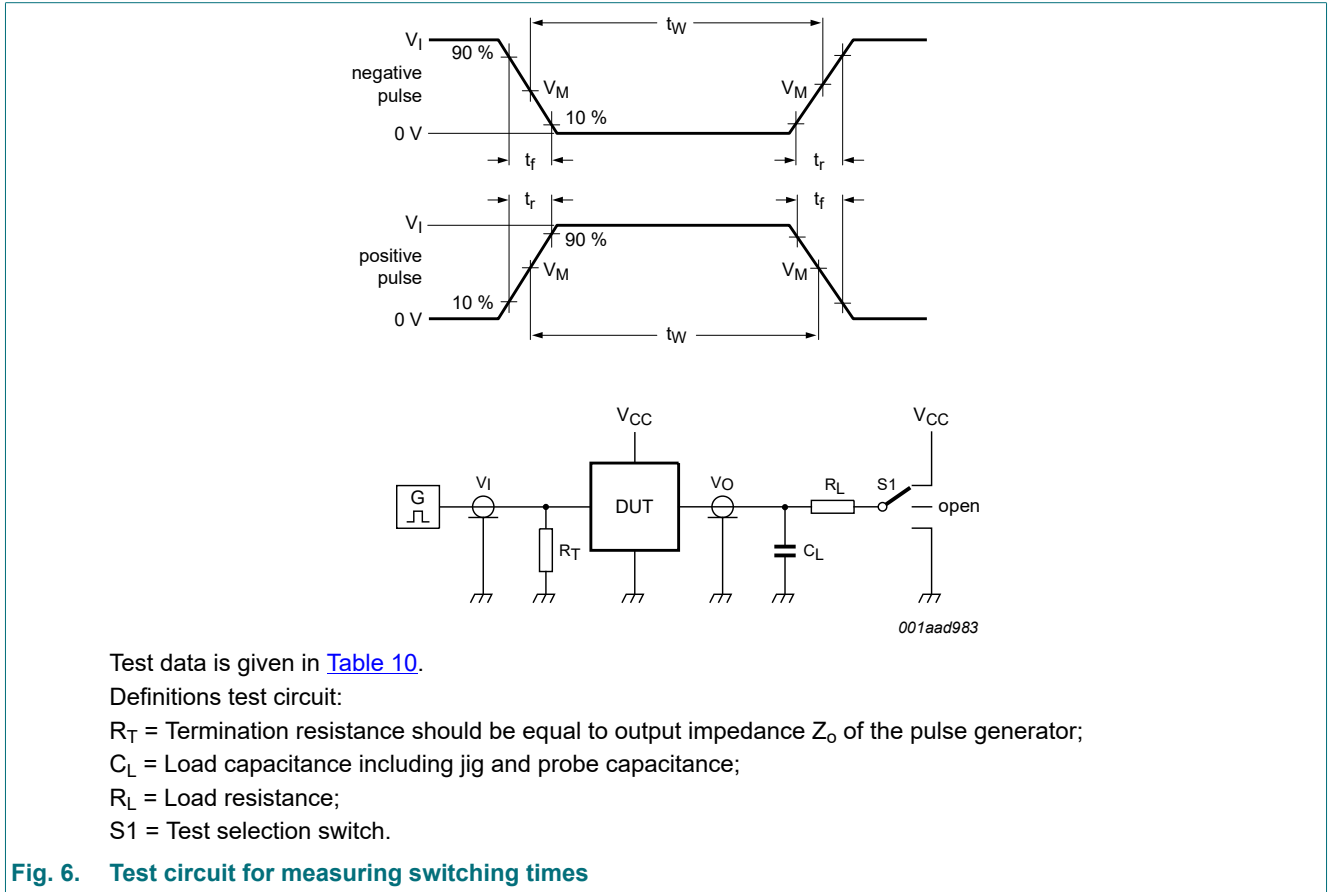 tW
VI
90 %
negative
pulse
VM
VM
10 %
0 V
tf
tr
tr
tf
VI
90 %
positive
pulse
VM
VM
10 %
0 V
tW
VCC
VCC
G
VI
DUT
VO
RL
S1
open
RT
CL
001aad983
Test data is given in Table 10.
Definitions test circuit:
RT = Termination resistance should be equal to output impedance Zo of the pulse generator;
CL = Load capacitance including jig and probe capacitance;
RL = Load resistance;
S1 = Test selection switch.
Fig. 6. Test circuit for measuring switching times